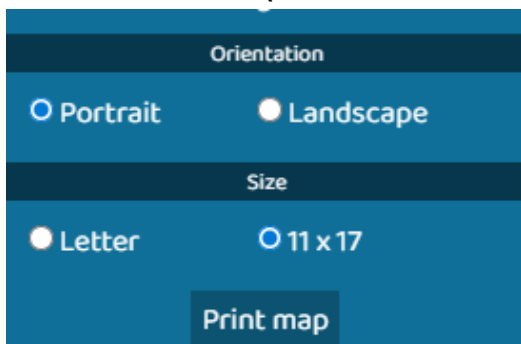 Orientation
Portrait Landscape
Size
Letter 11 x 17
Print map